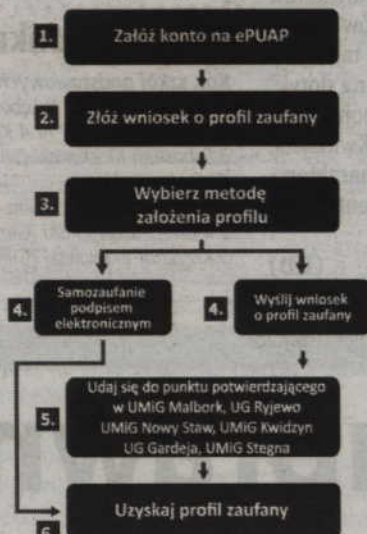 1. Załóż konto na ePUAP
2. Złóż wniosek o profil zaufany
3. Wybierz metodę
założenia profilu
4. Samozaufanie
podpisem
elektronicznym
4. Wyślij wniosek
o profil zaufany
5. Udaj się do punktu potwierdzającego
w UMiG Malbork, UG Ryjewo
UMiG Nowy Staw, UMiG Kwidzyn
UG Gardeja, UMiG Stegna
6. Uzyskaj profil zaufany